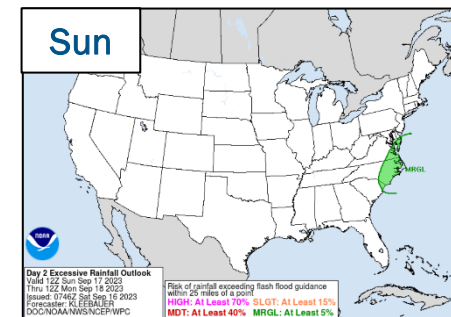 Sun
MRGL
NOAA
Day 2 Excessive Rainfall Outlook
Valid 12Z Sun Sep 17 2023
Thru 12Z Mon Sep 18 2023
Issued: 0746Z Sat Sep 16 2023
Forecaster: KLEEBAUER
DOC/NOAA/NWS/NCEP/WPC
Risk of rainfall exceeding flash flood guidance
within 25 miles of a point
HIGH: At Least 70% SLGT: At Least 15%
MDT: At Least 40% MRGL: At Least 5%